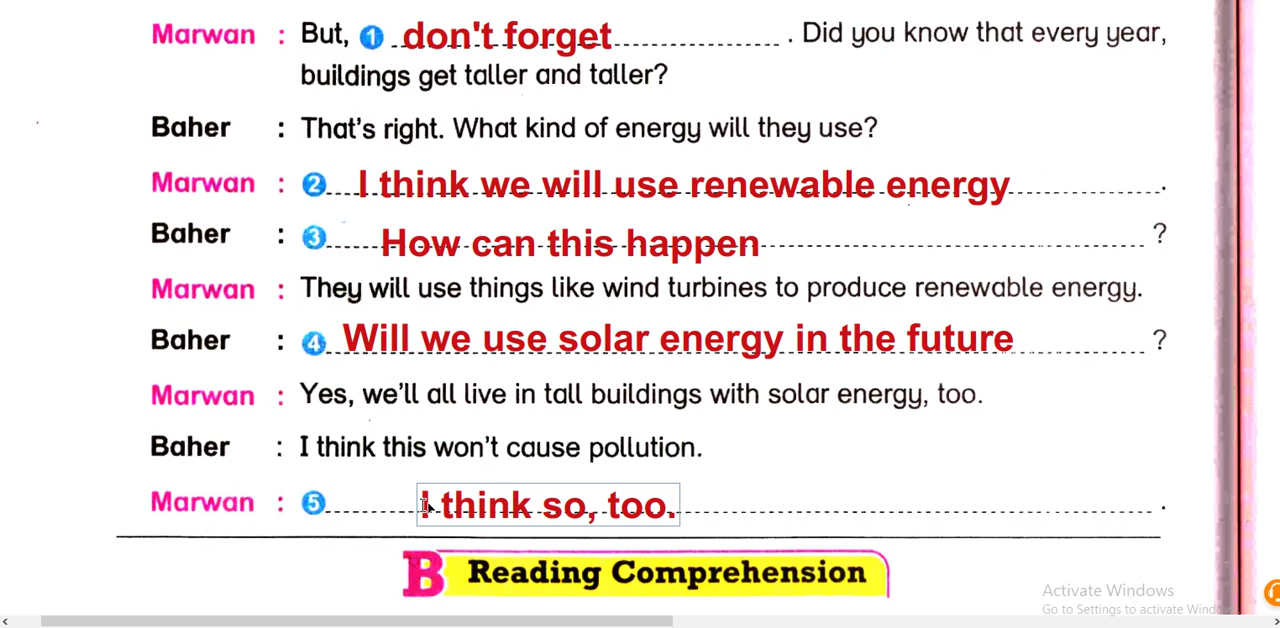 Marwan : But, 1 don't forget . Did you know that every year,
buildings get taller and taller?
Baher : That's right. What kind of energy will they use?
Marwan : 2 I think we will use renewable energy .
Baher : 3 How can this happen ?
Marwan : They will use things like wind turbines to produce renewable energy.
Baher : 4 Will we use solar energy in the future ?
Marwan : Yes, we'll all live in tall buildings with solar energy, too.
Baher : I think this won't cause pollution.
Marwan : 5 I think so, too. .
B Reading Comprehension
Activate Windows
Go to Settings to activate Windows